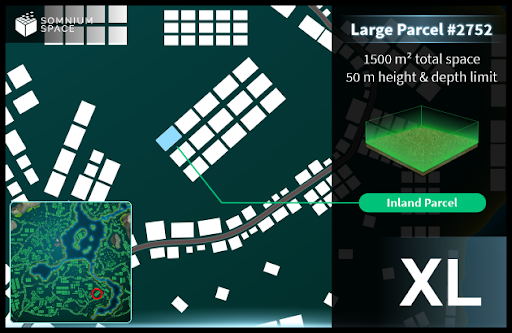 SOMNIUM
SPACE
Large Parcel #2752
1500 m² total space
50 m height & depth limit
Inland Parcel
XL